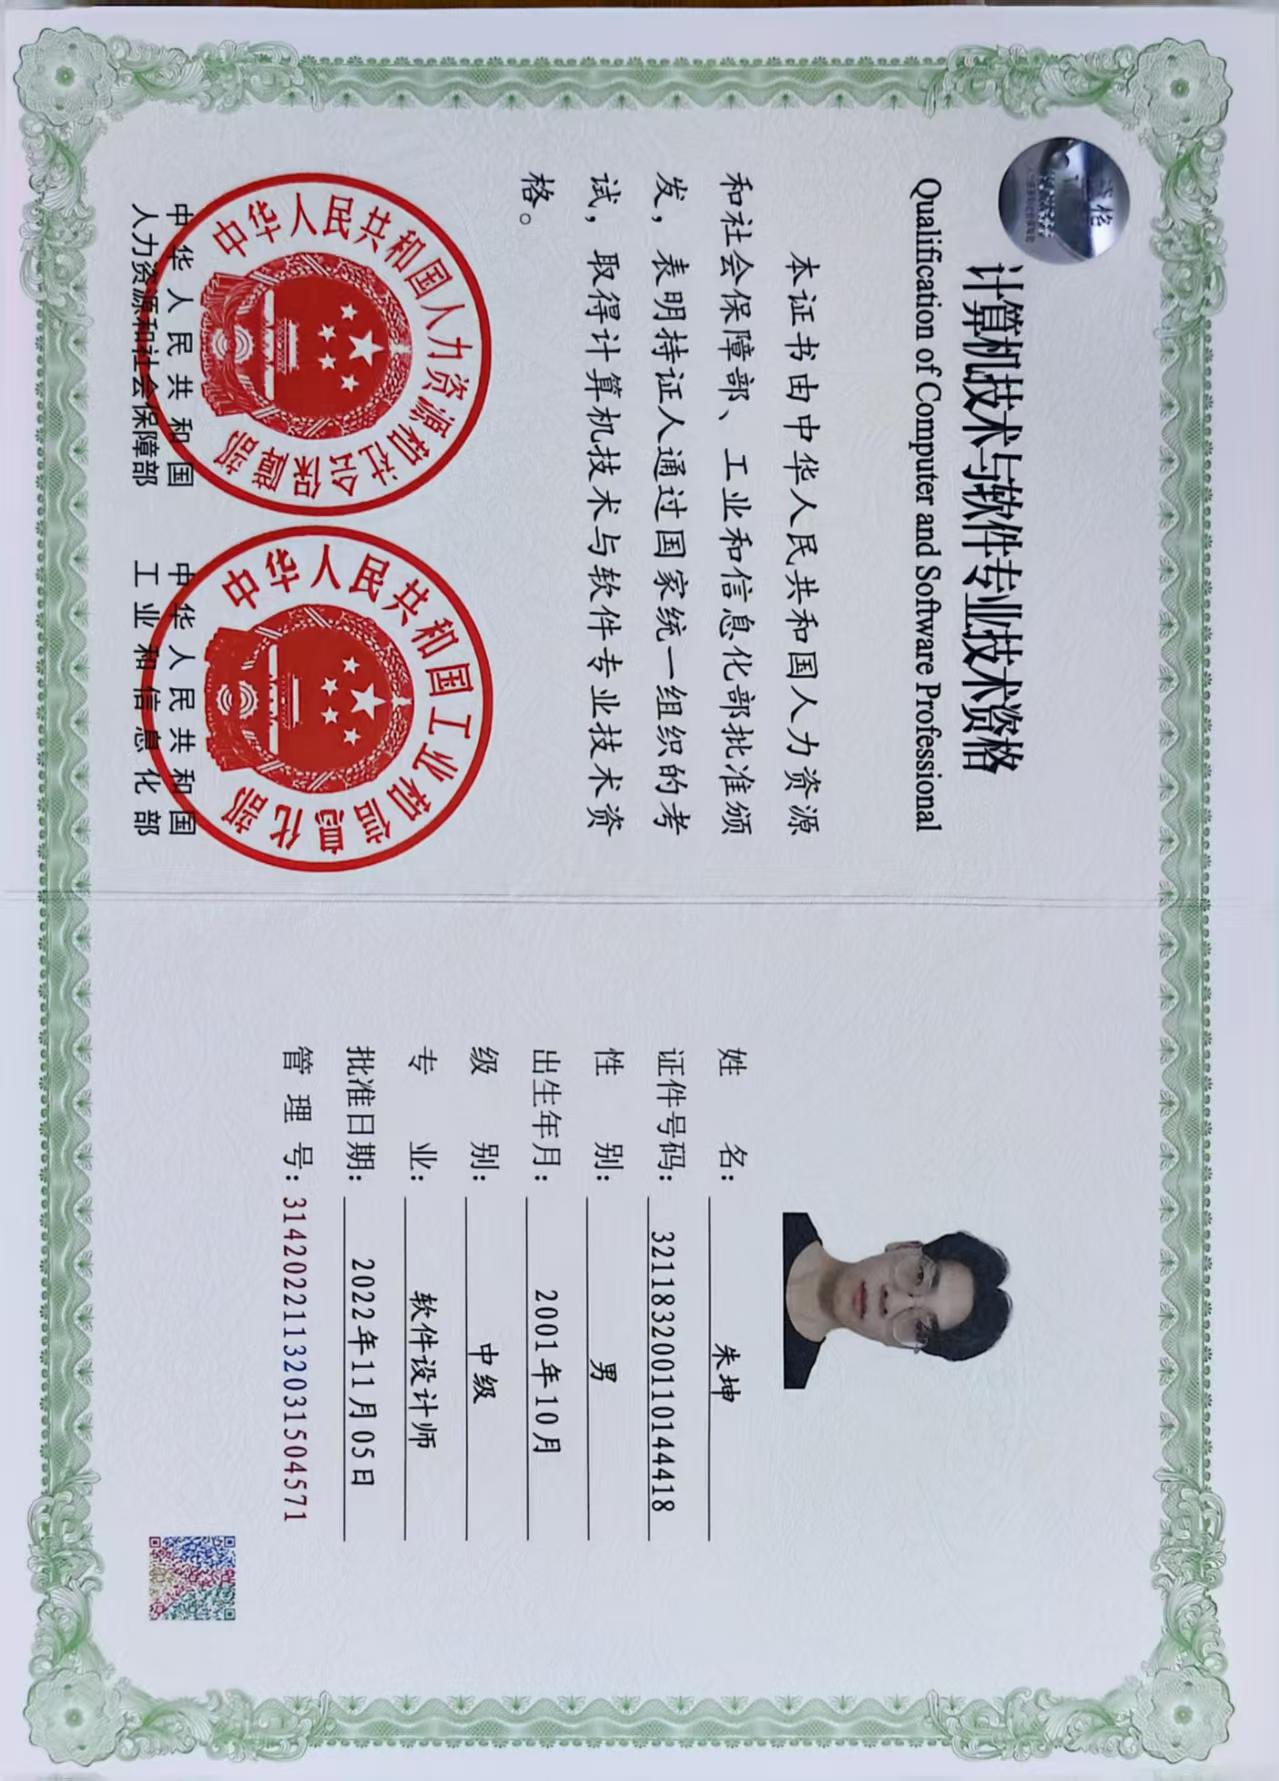 计算机技术与软件专业技术资格
Qualification of Computer and Software Professional
本证书由中华人民共和国人力资源
和社会保障部、工业和信息化部批准颁
发，表明持证人通过国家统一组织的考
试，取得计算机技术与软件专业技术资
格。
中华人民共和国人力资源和社会保障部
中华人民共和国
人力资源和社会保障部
中华人民共和国工业和信息化部
中华人民共和国
工业和信息化部
姓名：朱坤
证件号码：321183200110144418
性别：男
出生年月：2001年10月
级别：中级
专业：软件设计师
批准日期：2022年11月05日
管理号：31420221132031504571